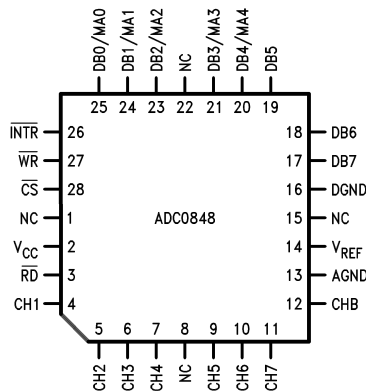 DB0/MA0
DB1/MA1
DB2/MA2
NC
DB3/MA3
DB4/MA4
DB5
25 24 23 22 21 20 19
INTR 26
WR 27
CS 28
NC 1
VCC 2
RD 3
CH1 4
ADC0848
18 DB6
17 DB7
16 DGND
15 NC
14 VREF
13 AGND
12 CHB
5 6 7 8 9 10 11
CH2
CH3
CH4
NC
CH5
CH6
CH7